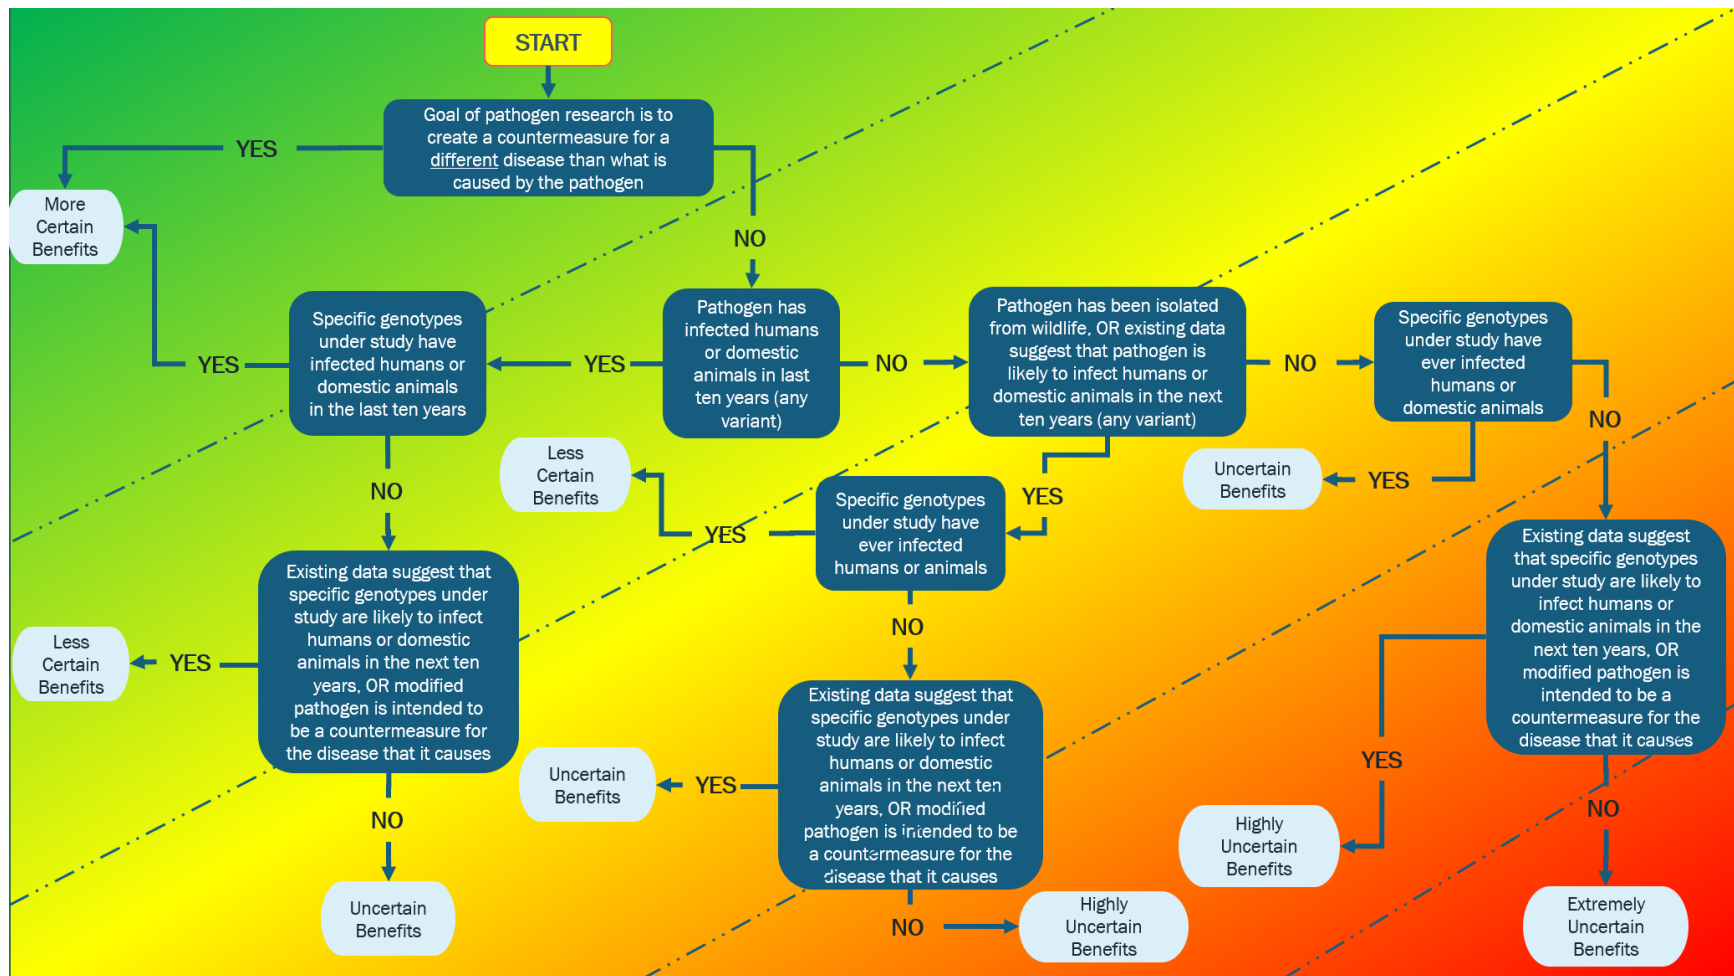 START
Goal of pathogen research is to
create a countermeasure for a
different disease than what is
caused by the pathogen
YES
NO
More
Certain
Benefits
Specific genotypes
under study have
infected humans or
domestic animals
in the last ten years
YES
Pathogen has
infected humans
or domestic
animals in last
ten years (any
variant)
YES
NO
Pathogen has been isolated
from wildlife, OR existing data
suggest that pathogen is
likely to infect humans or
domestic animals in the next
ten years (any variant)
NO
Specific genotypes
under study have
ever infected
humans or
domestic animals
NO
YES
Uncertain
Benefits
YES
Less
Certain
Benefits
YES
Specific genotypes
under study have
ever infected
humans or animals
NO
NO
Existing data suggest that
specific genotypes under
study are likely to infect
humans or domestic
animals in the next ten
years, OR modified
pathogen is intended to
be a countermeasure for
the disease that it causes
YES
Less
Certain
Benefits
NO
Uncertain
Benefits
Existing data suggest that
specific genotypes under
study are likely to infect
humans or domestic
animals in the next ten
years, OR modified
pathogen is intended to be
a countermeasure for the
disease that it causes
YES
Uncertain
Benefits
NO
Highly
Uncertain
Benefits
Existing data suggest
that specific genotypes
under study are likely to
infect humans or
domestic animals in the
next ten years, OR
modified pathogen is
intended to be a
countermeasure for the
disease that it causes
YES
Highly
Uncertain
Benefits
NO
Extremely
Uncertain
Benefits